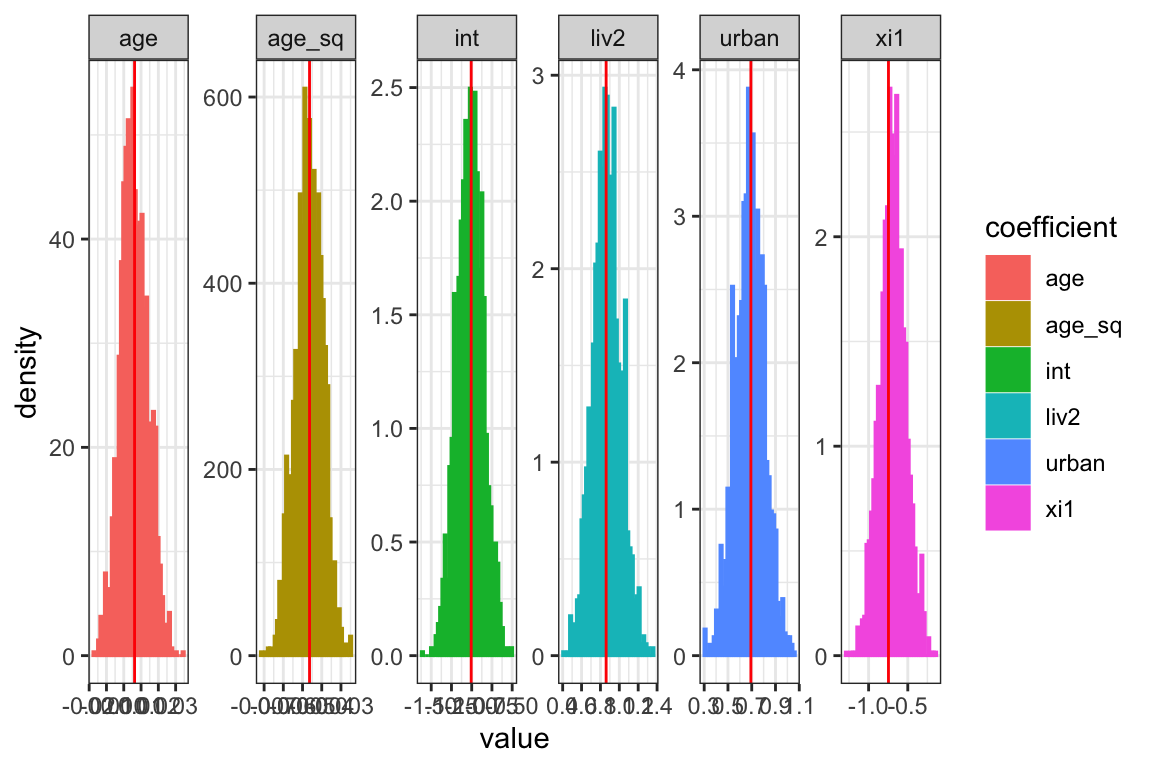 age age_sq int liv2 urban xi1
density
0 20 40
0 200 400 600
0.0 0.5 1.0 1.5 2.0 2.5
0 1 2 3
0 1 2 3 4
0 1 2
0.3 0.5 0.7 0.9 1.1
-1.0 -0.5
value
coefficient
age
age_sq
int
liv2
urban
xi1